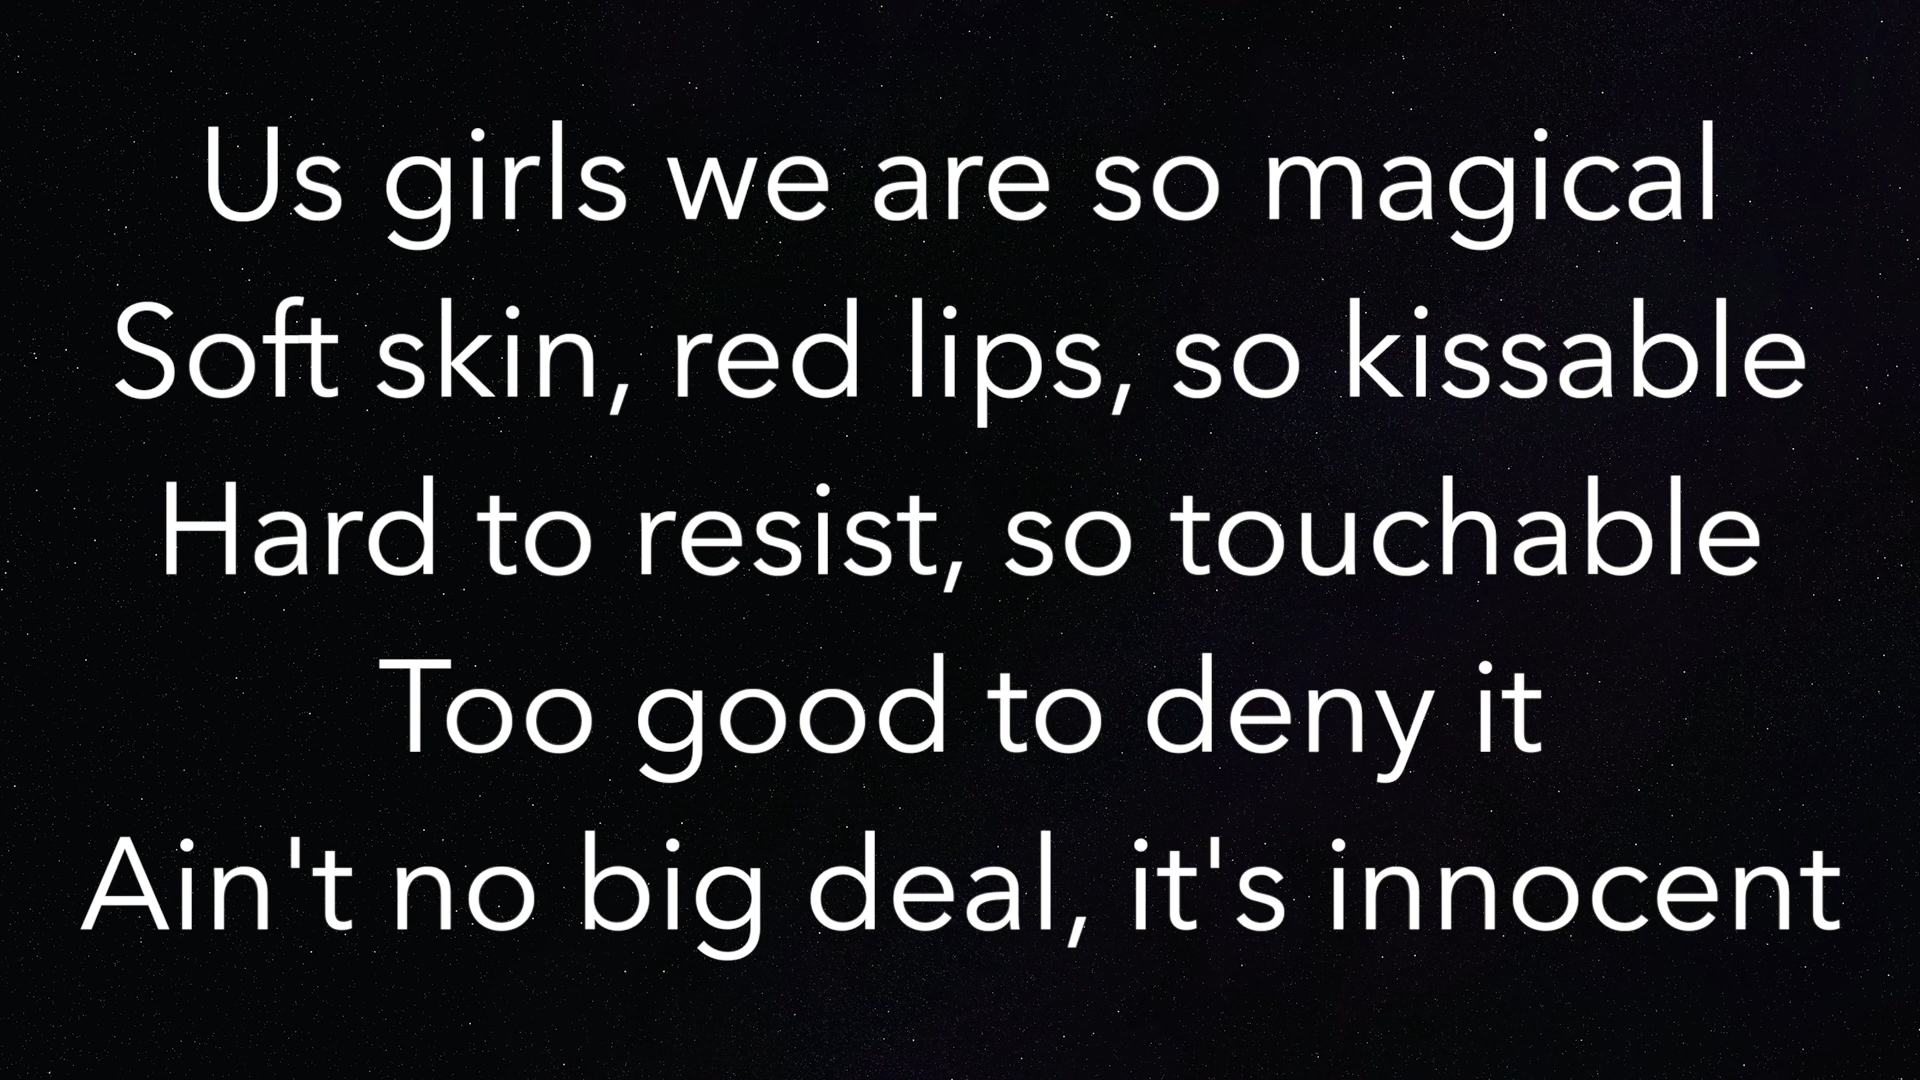 Us girls we are so magical
Soft skin, red lips, so kissable
Hard to resist, so touchable
Too good to deny it
Ain't no big deal, it's innocent